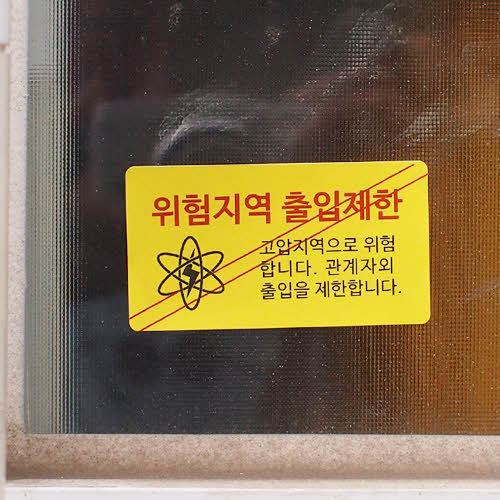 위험지역 출입제한
고압지역으로 위험
합니다. 관계자외
출입을 제한합니다.